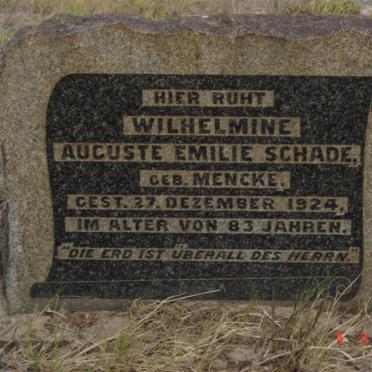 HIER RUHT
WILHELMINE
AUGUSTE EMILIE SCHADE,
GEB. MENCKE,
GEST. 27. DEZEMBER 1924,
IM ALTER VON 83 JAHREN.
"DIE ERD IST ÜBERALL DES HERRN."